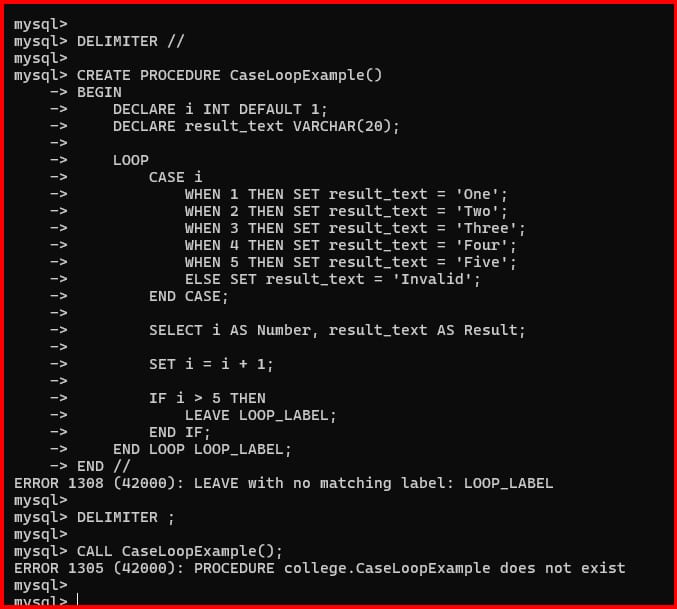 mysql>
mysql> DELIMITER //
mysql>
mysql> CREATE PROCEDURE CaseLoopExample()
    -> BEGIN
    ->     DECLARE i INT DEFAULT 1;
    ->     DECLARE result_text VARCHAR(20);
    ->
    ->     LOOP
    ->         CASE i
    ->             WHEN 1 THEN SET result_text = 'One';
    ->             WHEN 2 THEN SET result_text = 'Two';
    ->             WHEN 3 THEN SET result_text = 'Three';
    ->             WHEN 4 THEN SET result_text = 'Four';
    ->             WHEN 5 THEN SET result_text = 'Five';
    ->             ELSE SET result_text = 'Invalid';
    ->         END CASE;
    ->
    ->         SELECT i AS Number, result_text AS Result;
    ->
    ->         SET i = i + 1;
    ->
    ->         IF i > 5 THEN
    ->             LEAVE LOOP_LABEL;
    ->         END IF;
    ->     END LOOP LOOP_LABEL;
    -> END //
ERROR 1308 (42000): LEAVE with no matching label: LOOP_LABEL
mysql>
mysql> DELIMITER ;
mysql>
mysql> CALL CaseLoopExample();
ERROR 1305 (42000): PROCEDURE college.CaseLoopExample does not exist
mysql>
mysql>